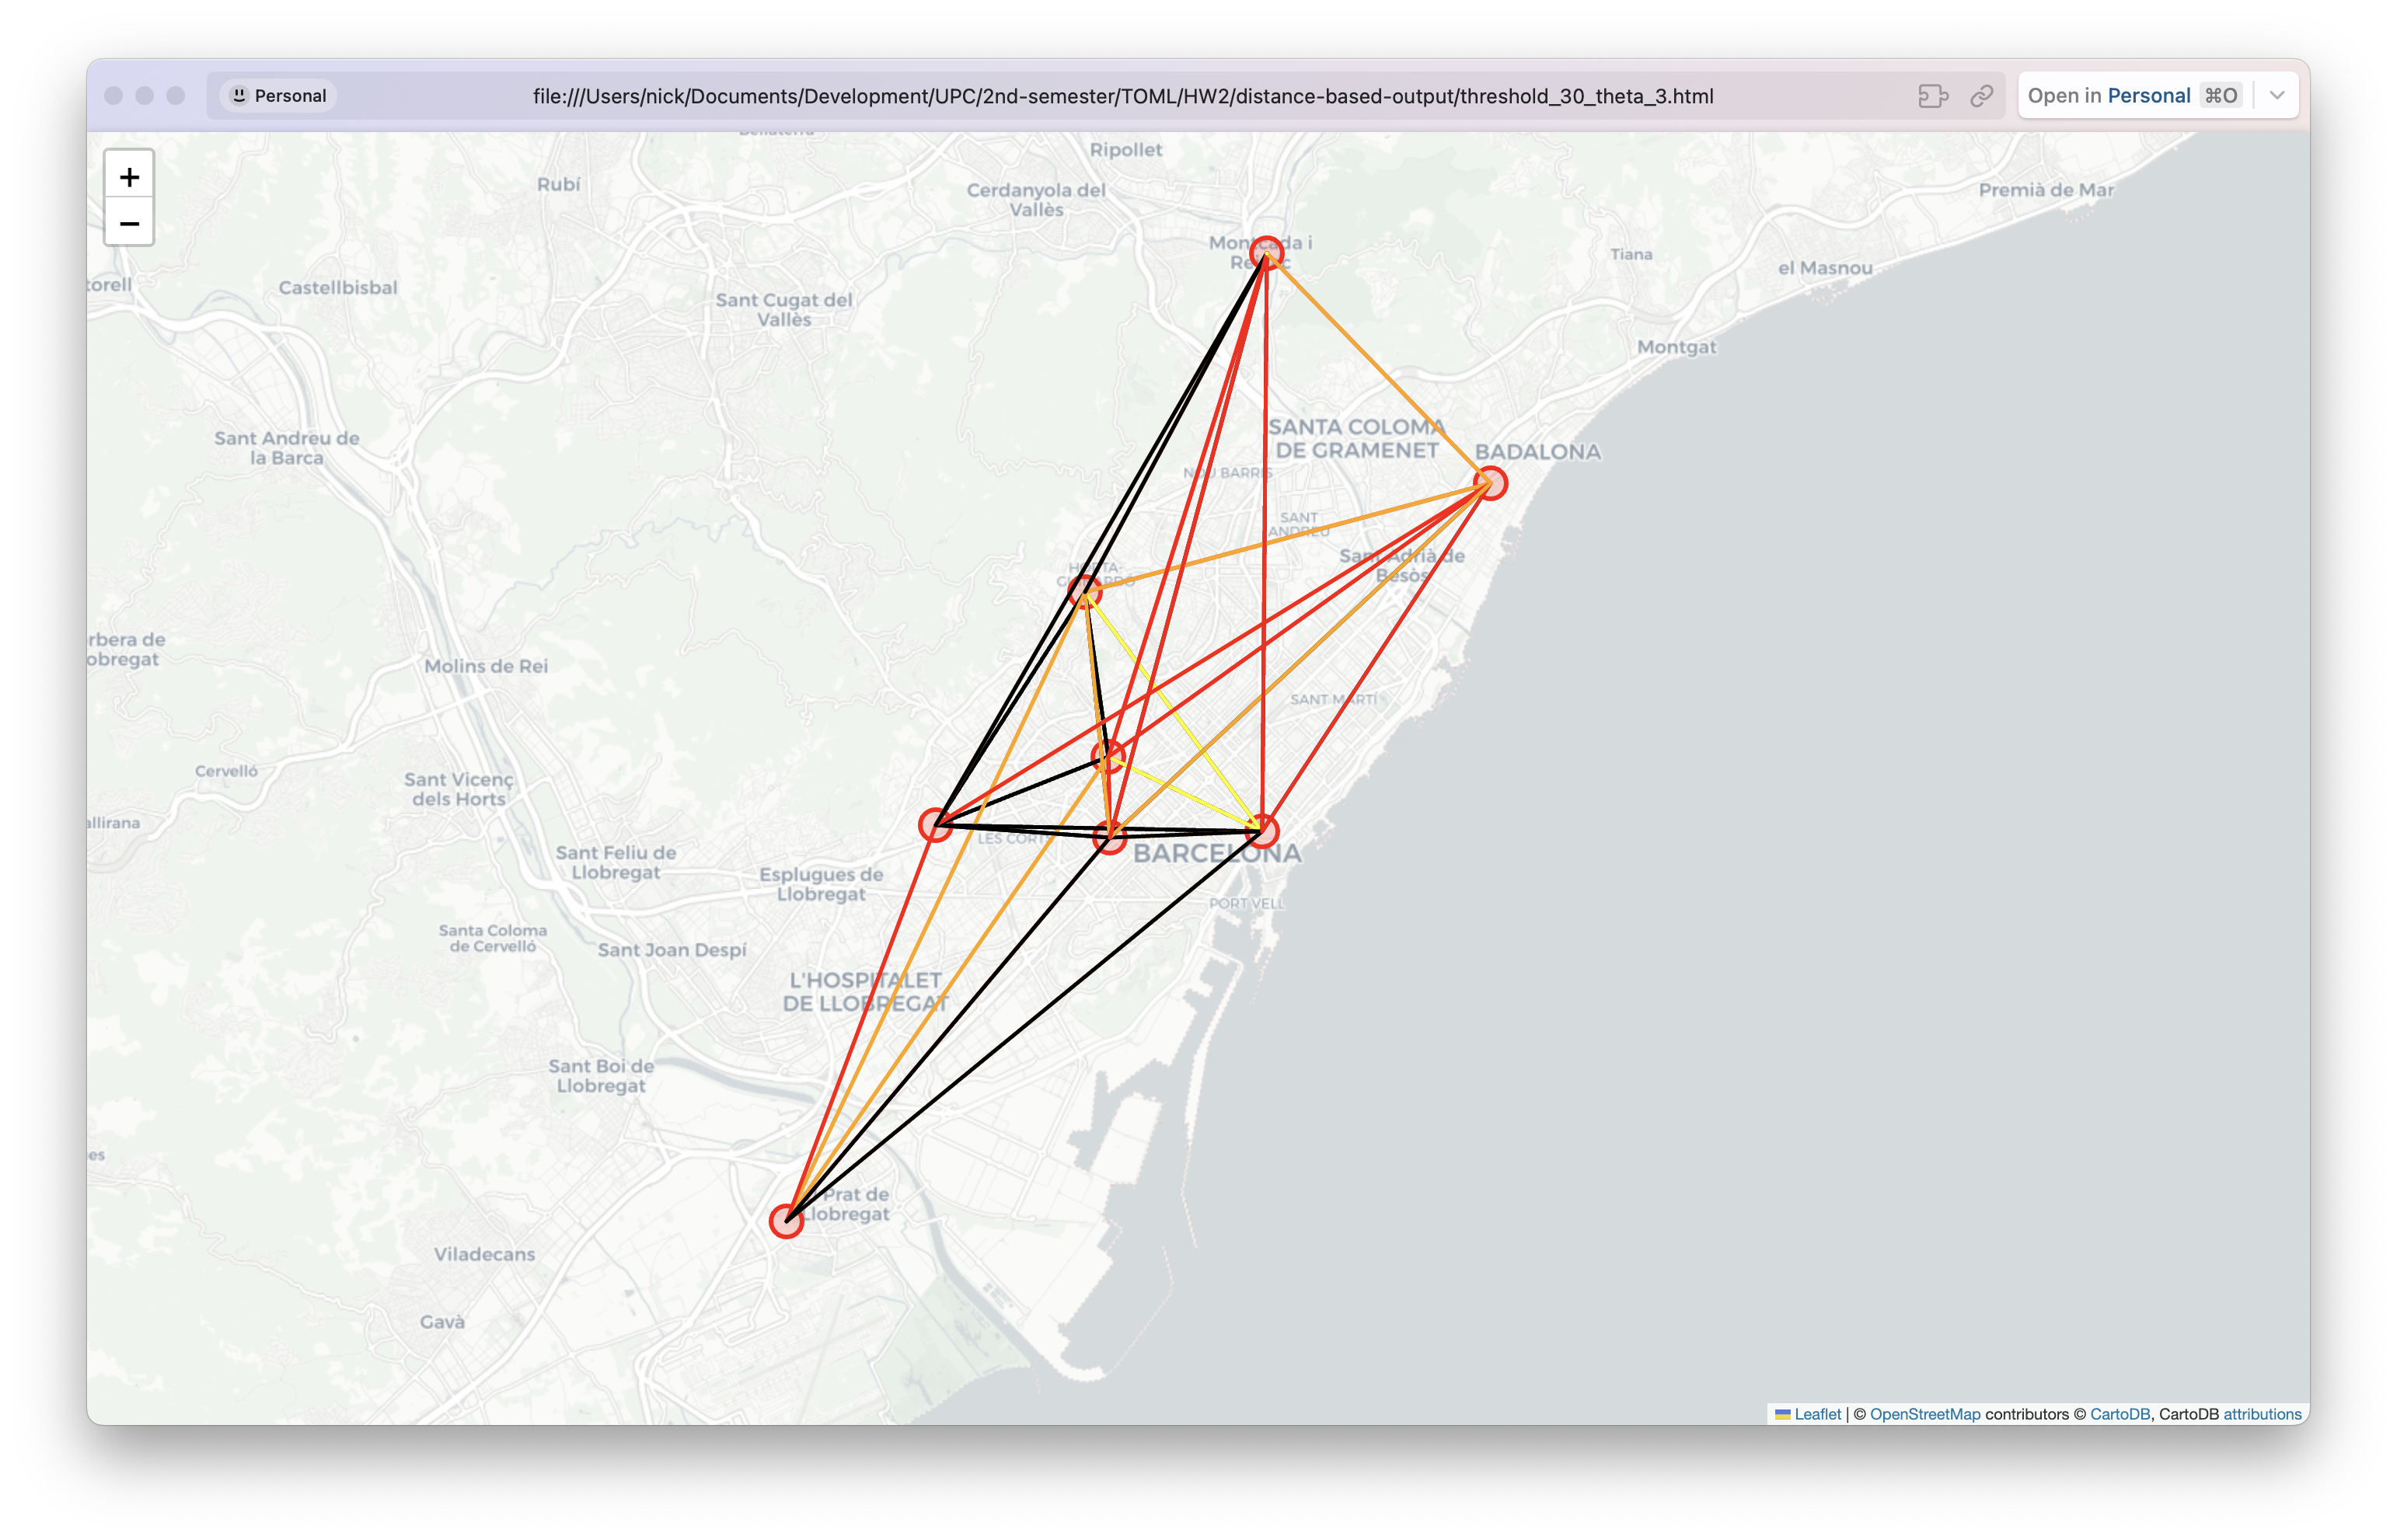 Personal
file:///Users/nick/Documents/Development/UPC/2nd-semester/TOML/HW2/distance-based-output/threshold_30_theta_3.html
Open in Personal ⌘O
+
−
Ripollet
Rubí
Cerdanyola del
Vallès
Premià de Mar
Montcada i
Tiana
el Masnou
torell
Castellbisbal
Sant Cugat del
Vallès
Montgat
SANTA COLOMA
DE GRAMENET
BADALONA
Sant Andreu de
la Barca
NOU BARRIS
SANT
ANDREU
Sant Adrià de
Besòs
HORTA-
GUINARDÓ
rbera de
obregat
Molins de Rei
SANT MARTÍ
Cervelló
Sant Vicenç
dels Horts
allirana
LES CORTS
BARCELONA
Sant Feliu de
Llobregat
Esplugues de
Llobregat
PORT VELL
Santa Coloma
de Cervelló
Sant Joan Despí
L'HOSPITALET
DE LLOBREGAT
Sant Boi de
Llobregat
es
Prat de
Llobregat
Viladecans
Gavà
Leaflet | © OpenStreetMap contributors © CartoDB, CartoDB attributions